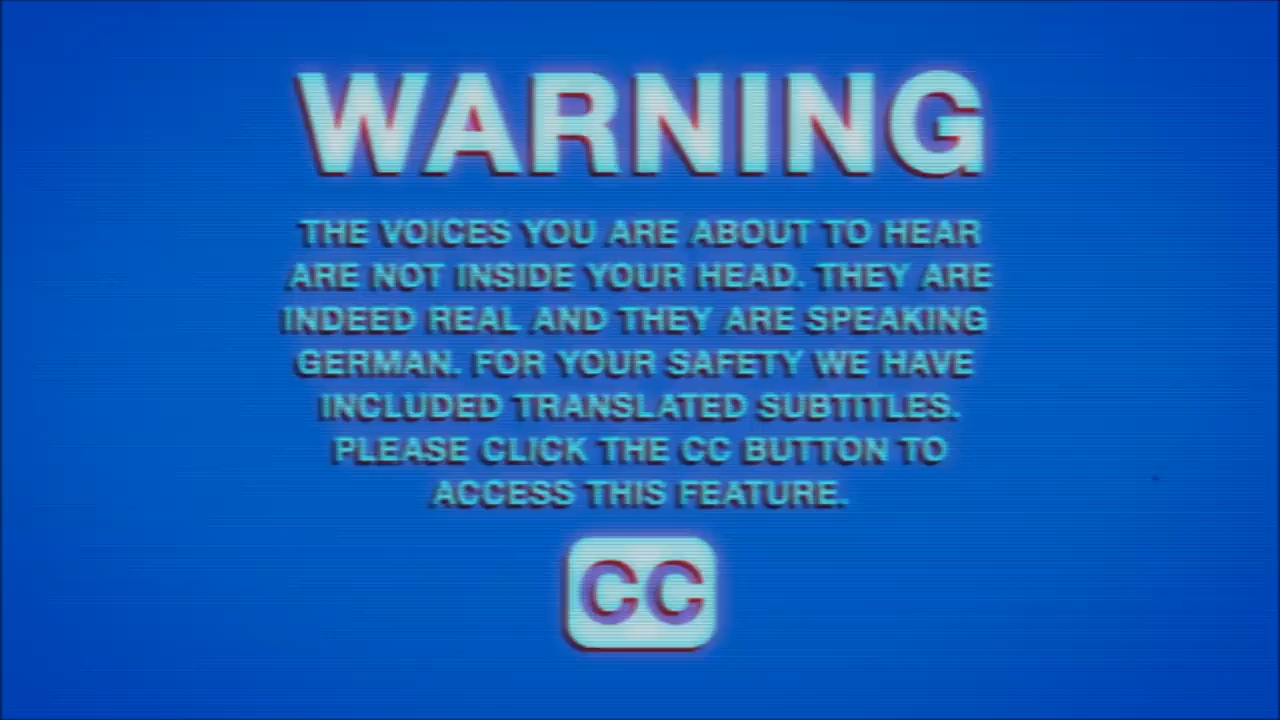 WARNING
THE VOICES YOU ARE ABOUT TO HEAR
ARE NOT INSIDE YOUR HEAD. THEY ARE
INDEED REAL AND THEY ARE SPEAKING
GERMAN. FOR YOUR SAFETY WE HAVE
INCLUDED TRANSLATED SUBTITLES.
PLEASE CLICK THE CC BUTTON TO
ACCESS THIS FEATURE.
CC